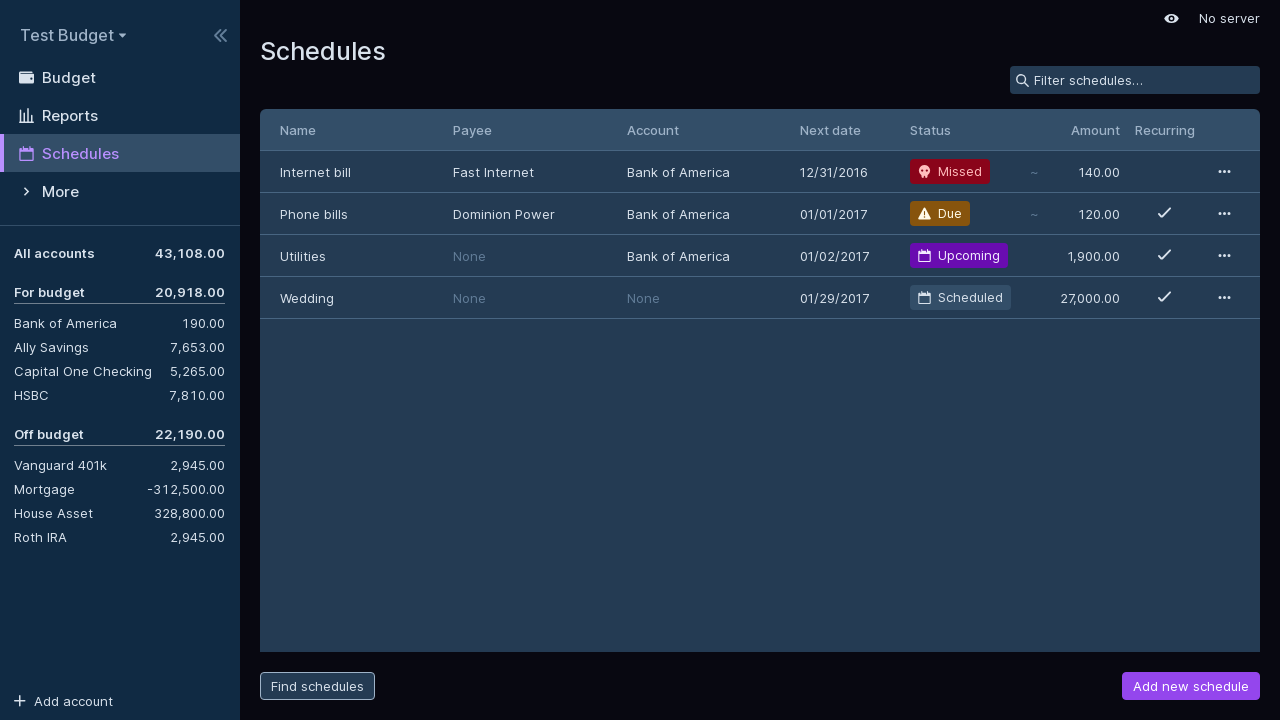 Test Budget
Budget
Reports
Schedules
More
All accounts 43,108.00
For budget 20,918.00
Bank of America 190.00
Ally Savings 7,653.00
Capital One Checking 5,265.00
HSBC 7,810.00
Off budget 22,190.00
Vanguard 401k 2,945.00
Mortgage -312,500.00
House Asset 328,800.00
Roth IRA 2,945.00
Add account
No server
Schedules
Filter schedules…
Name Payee Account Next date Status Amount Recurring
Internet bill Fast Internet Bank of America 12/31/2016 Missed ~ 140.00
Phone bills Dominion Power Bank of America 01/01/2017 Due ~ 120.00
Utilities None Bank of America 01/02/2017 Upcoming 1,900.00
Wedding None None 01/29/2017 Scheduled 27,000.00
Find schedules
Add new schedule